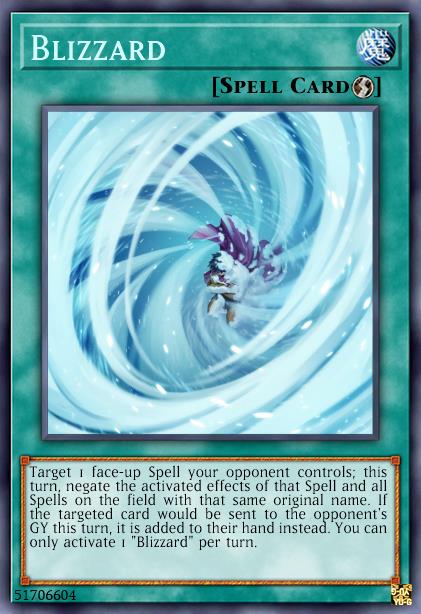 BLIZZARD
魔
[SPELL CARD]
Target 1 face-up Spell your opponent controls; this
turn, negate the activated effects of that Spell and all
Spells on the field with that same original name. If
the targeted card would be sent to the opponent's
GY this turn, it is added to their hand instead. You can
only activate 1 "Blizzard" per turn.
51706604